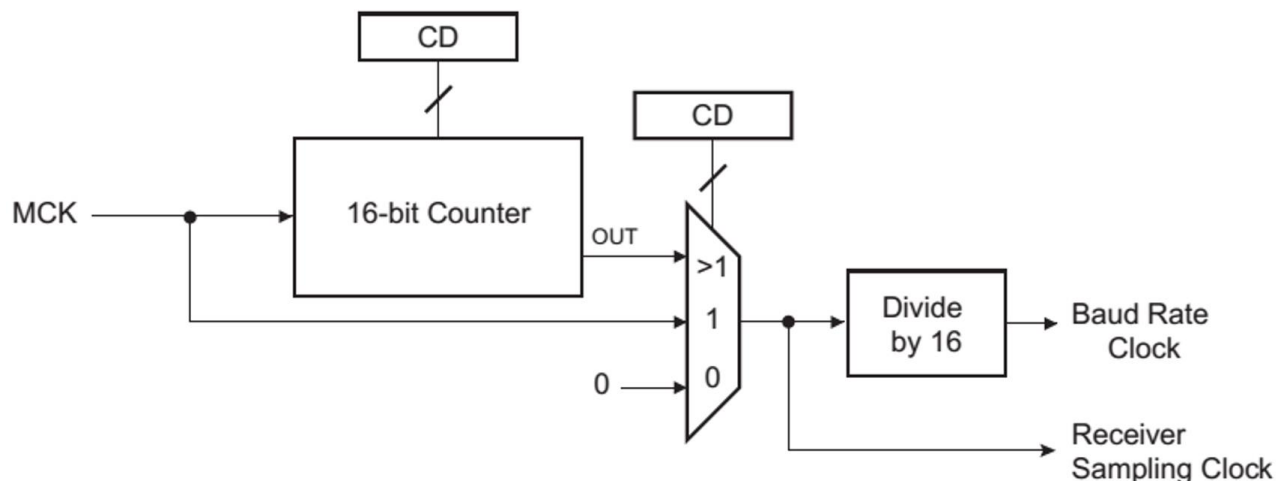 CD
CD
MCK
16-bit Counter
OUT
>1
1
0
0
Divide
by 16
Baud Rate
Clock
Receiver
Sampling Clock